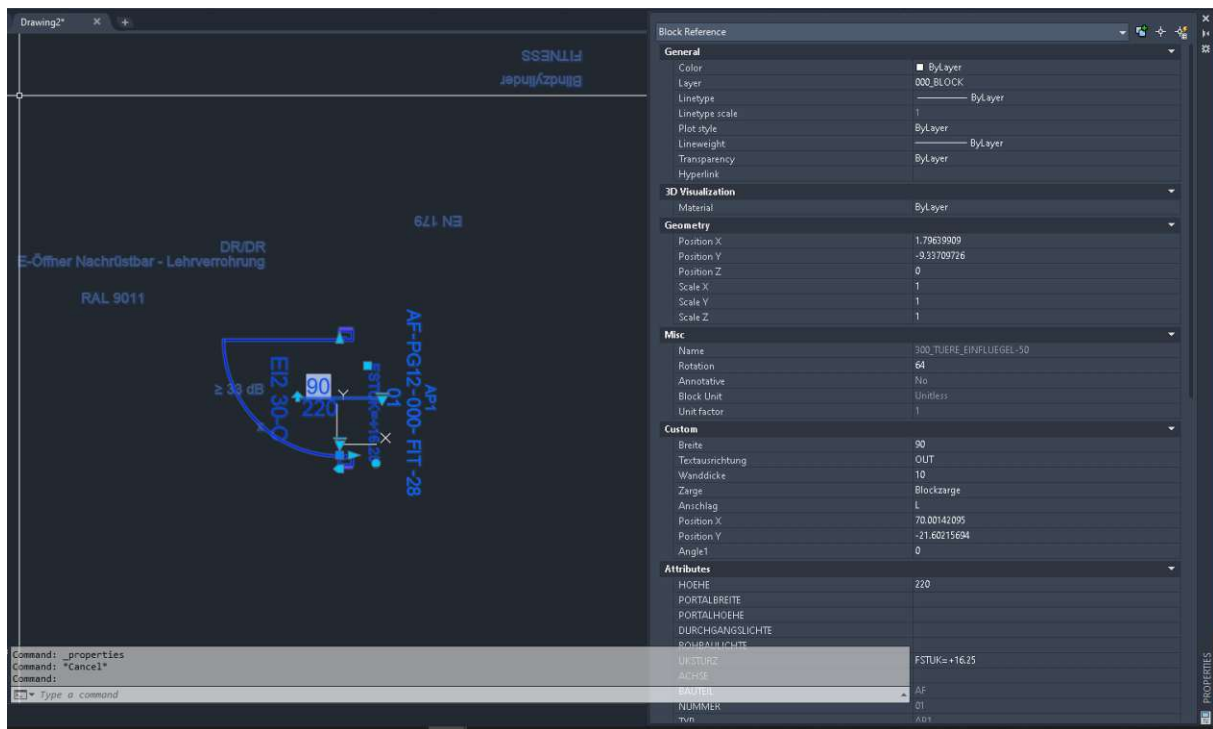 Drawing2*
FITNESS
Blindzylinder
EN 179
DR/DR
E-Öffner Nachrüstbar - Lehrverrohrung
RAL 9011
AF-PG12-000- FIT -28
AP1
01
EI2 30-C
≥ 33 dB
90
220
Y
X
Command: _properties
Command: *Cancel*
Command:
Type a command
Block Reference
General
Color ByLayer
Layer 000_BLOCK
Linetype ByLayer
Linetype scale 1
Plot style ByLayer
Lineweight ByLayer
Transparency ByLayer
Hyperlink
3D Visualization
Material ByLayer
Geometry
Position X 1.79639909
Position Y -9.33709726
Position Z 0
Scale X 1
Scale Y 1
Scale Z 1
Misc
Name 300_TUERE_EINFLUEGEL-50
Rotation 64
Annotative No
Block Unit Unitless
Unit factor 1
Custom
Breite 90
Textausrichtung OUT
Wanddicke 10
Zarge Blockzarge
Anschlag L
Position X 70.00142095
Position Y -21.60215694
Angle1 0
Attributes
HOEHE 220
PORTALBREITE
PORTALHOEHE
DURCHGANGSLICHTE
ROHBAULICHTE
UKSTURZ FSTUK=+16.25
ACHSE
BAUTEIL AF
NUMMER 01
TYP AP1
PROPERTIES